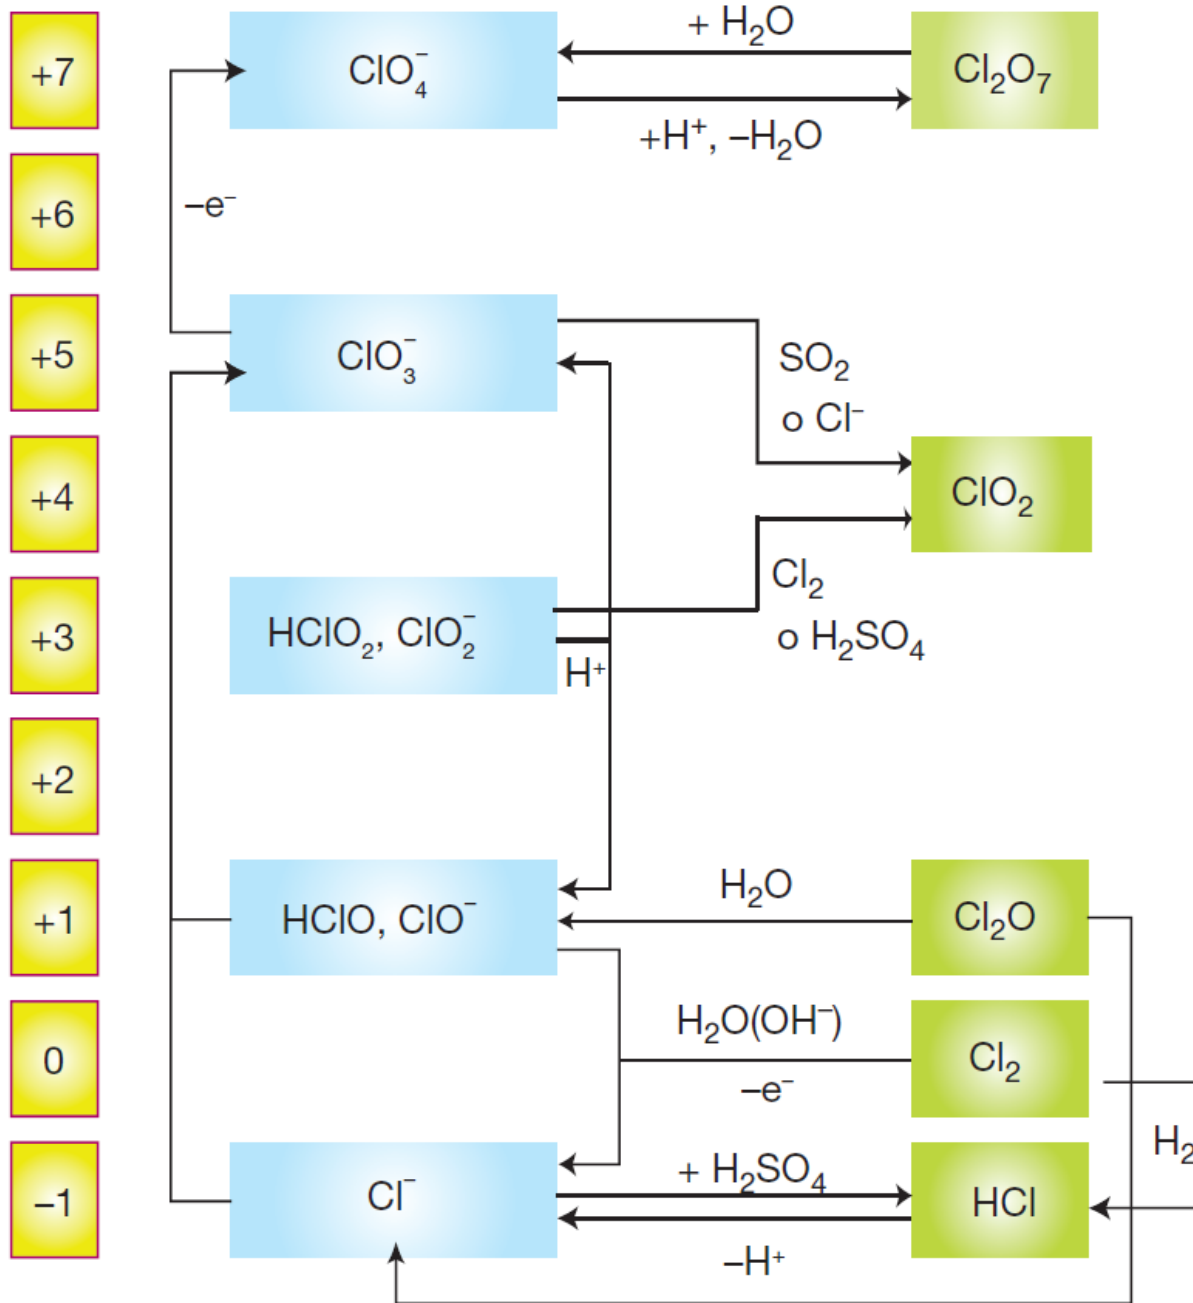 +7
ClO₄⁻
+ H₂O
+H⁺, –H₂O
Cl₂O₇
+6
–e⁻
+5
ClO₃⁻
SO₂
o Cl⁻
+4
ClO₂
+3
HClO₂, ClO₂⁻
H⁺
Cl₂
o H₂SO₄
+2
+1
HClO, ClO⁻
H₂O
Cl₂O
0
H₂O(OH⁻)
–e⁻
Cl₂
–1
Cl⁻
+ H₂SO₄
–H⁺
HCl
H₂